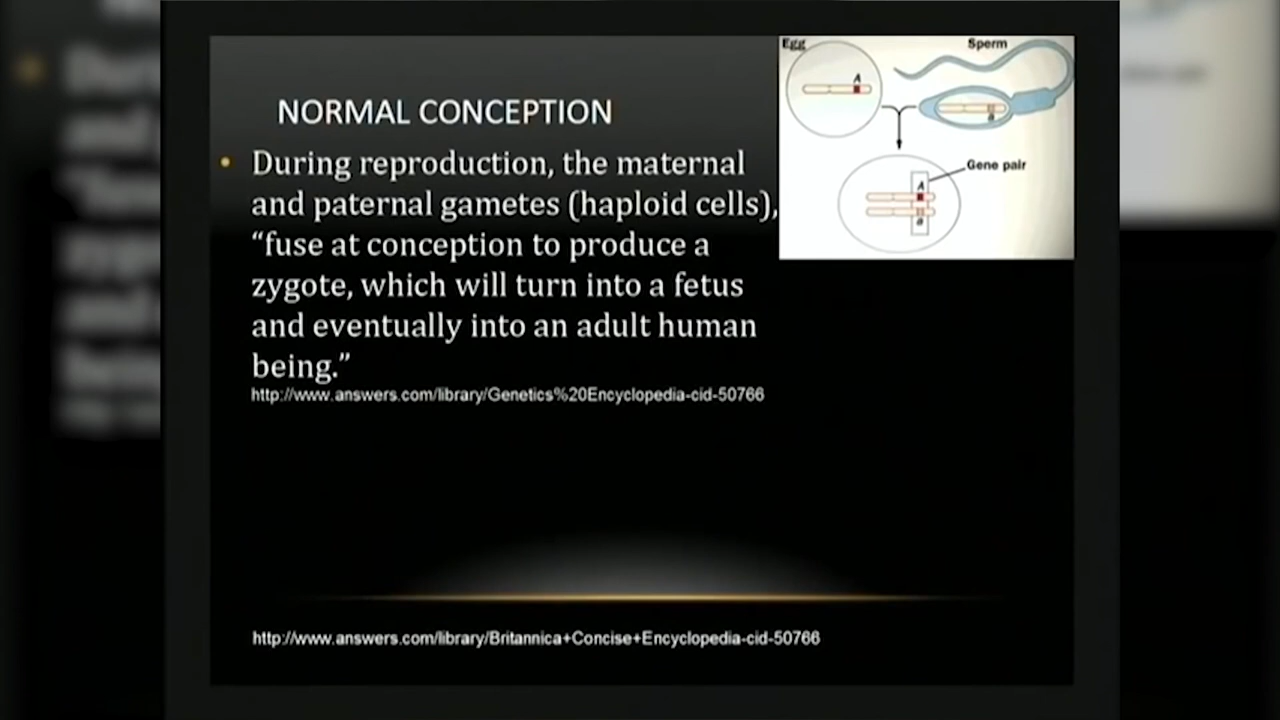 NORMAL CONCEPTION
• During reproduction, the maternal
and paternal gametes (haploid cells),
“fuse at conception to produce a
zygote, which will turn into a fetus
and eventually into an adult human
being.”
http://www.answers.com/library/Genetics%20Encyclopedia-cid-50766
Egg
Sperm
A
a
Gene pair
A
a
http://www.answers.com/library/Britannica+Concise+Encyclopedia-cid-50766